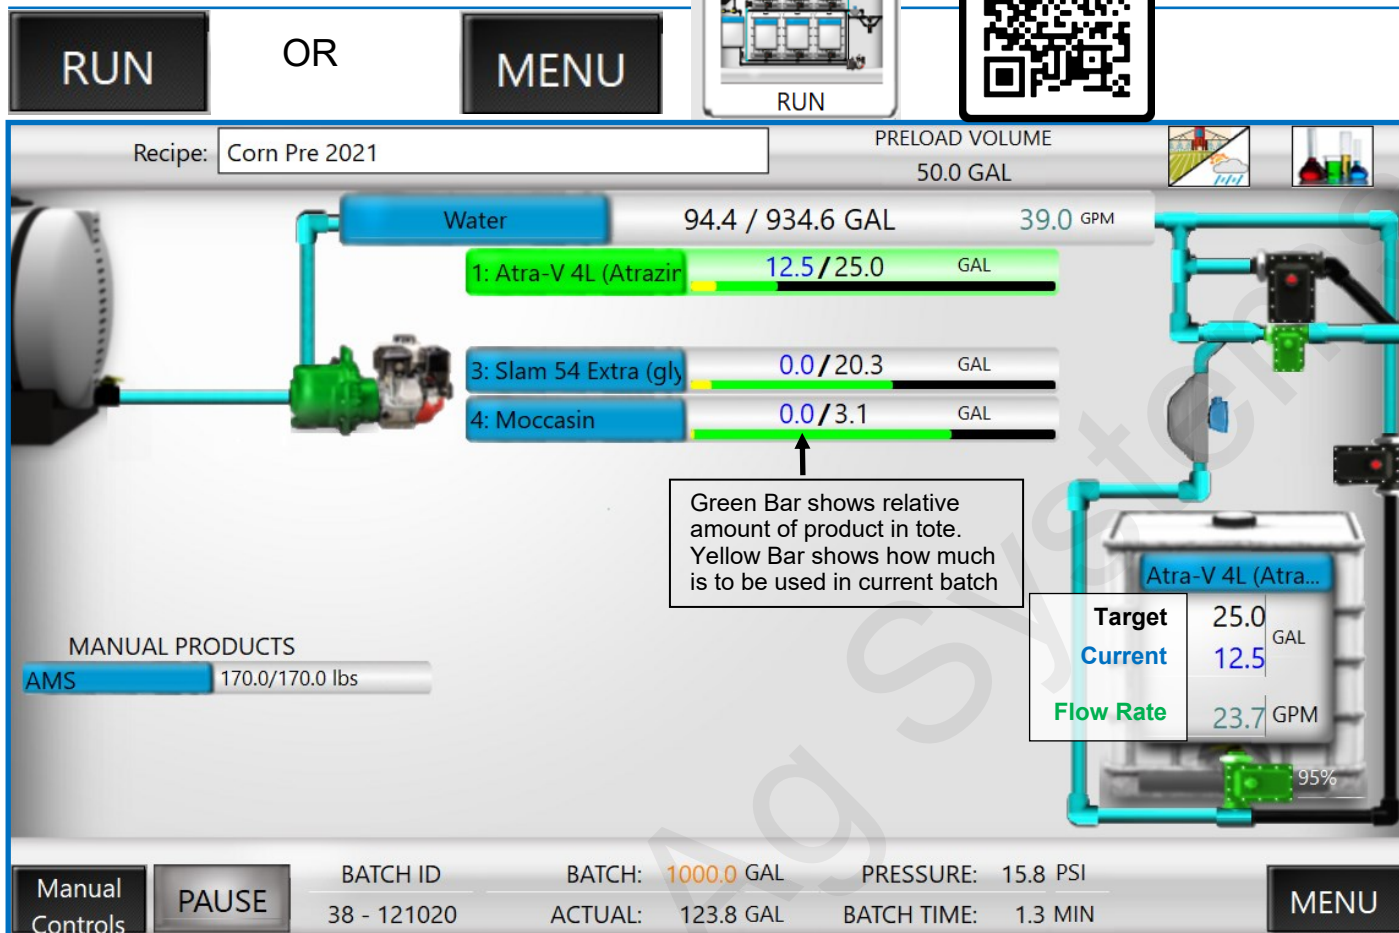 RUN
OR
MENU
RUN
Recipe: Corn Pre 2021
PRELOAD VOLUME
50.0 GAL
Water 94.4 / 934.6 GAL 39.0 GPM
1: Atra-V 4L (Atrazin 12.5/25.0 GAL
3: Slam 54 Extra (gly 0.0/20.3 GAL
4: Moccasin 0.0/3.1 GAL
Green Bar shows relative
amount of product in tote.
Yellow Bar shows how much
is to be used in current batch
Atra-V 4L (Atra...
Target 25.0
GAL
Current 12.5
Flow Rate 23.7 GPM
95%
MANUAL PRODUCTS
AMS 170.0/170.0 lbs
Manual
Controls
PAUSE
BATCH ID
38 - 121020
BATCH: 1000.0 GAL
ACTUAL: 123.8 GAL
PRESSURE: 15.8 PSI
BATCH TIME: 1.3 MIN
MENU
Ag Systems